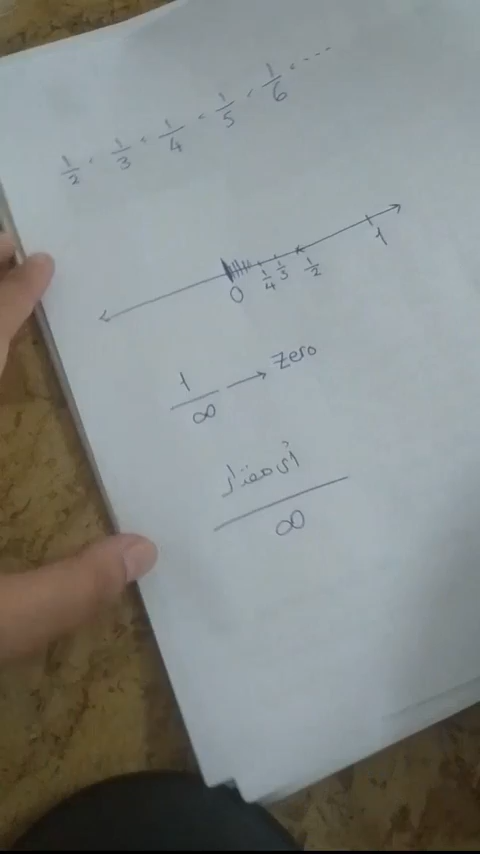 1/2 , 1/3 , 1/4 , 1/5 , 1/6 , ....
0 1/4 1/3 1/2 1
1/∞ → Zero
أي مقدار
∞